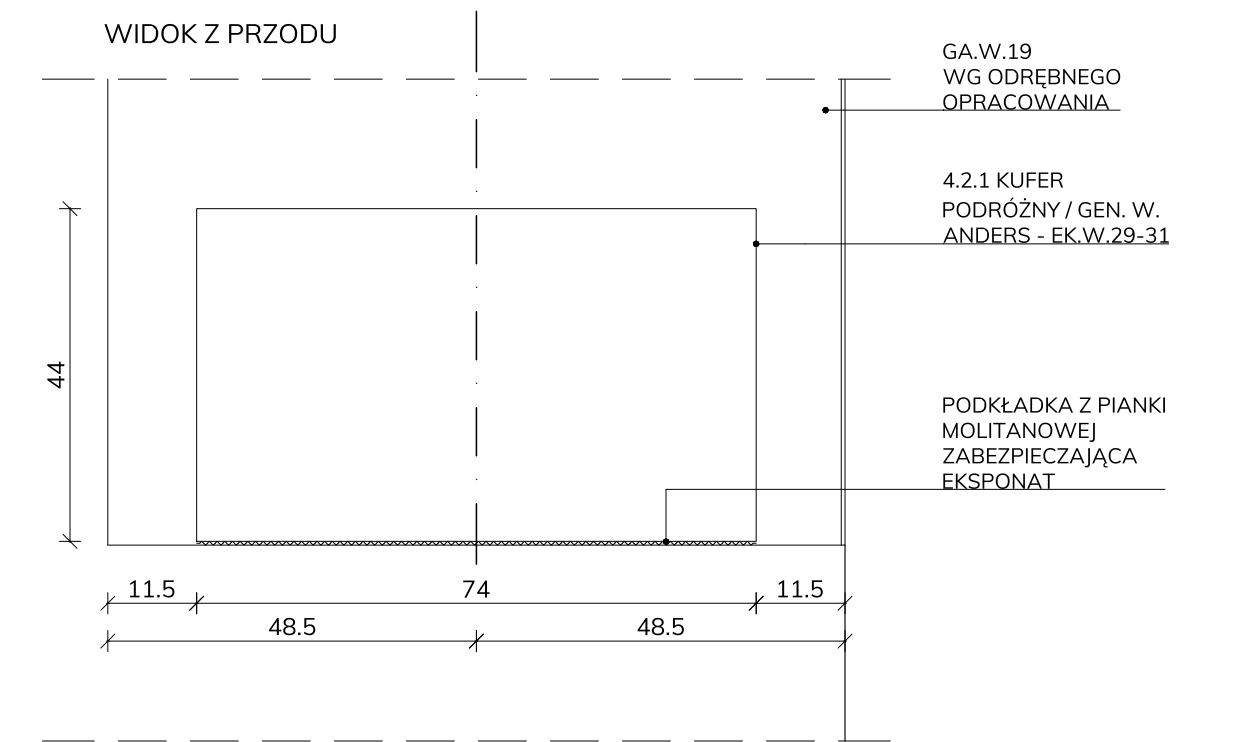 WIDOK Z PRZODU
GA.W.19
WG ODRĘBNEGO
OPRACOWANIA
4.2.1 KUFER
PODRÓŻNY / GEN. W.
ANDERS - EK.W.29-31
44
PODKŁADKA Z PIANKI
MOLITANOWEJ
ZABEZPIECZAJĄCA
EKSPONAT
11.5 74 11.5
48.5 48.5